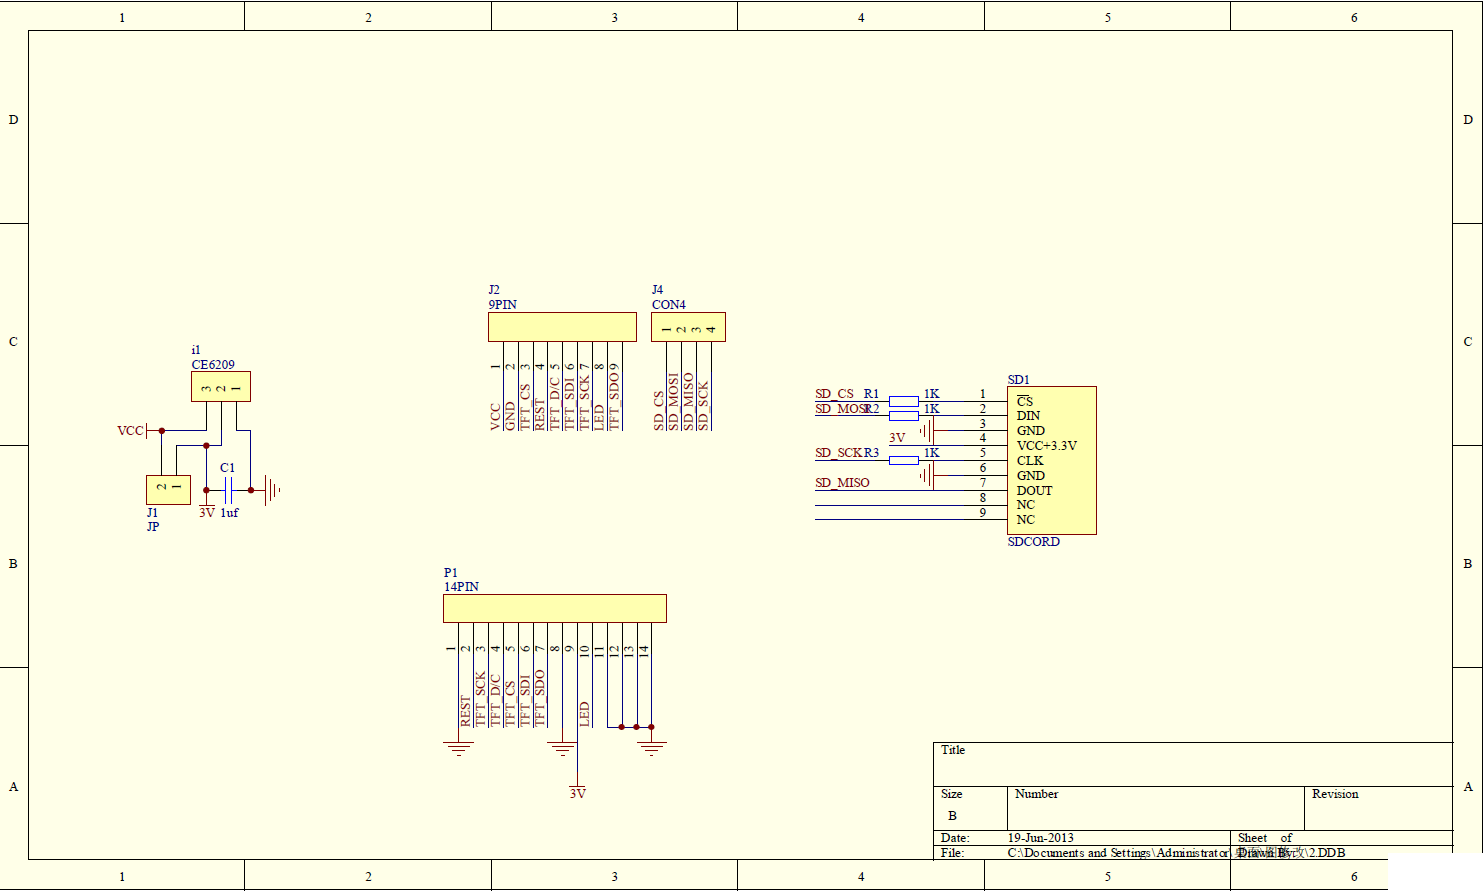 1 2 3 4 5 6
D D
J2 J4
9PIN CON4
1 2 3 4
C C
i1
CE6209
3 2 1
1 2 3 4 5 6 7 8 9
VCC GND TFT_CS REST TFT_D/C TFT_SDI TFT_SCK LED TFT_SDO
SD_CS SD_MOSI SD_MISO SD_SCK
SD1
SD_CS R1 1K 1 CS
SD_MOSI R2 1K 2 DIN
3 GND
3V 4 VCC+3.3V
SD_SCK R3 1K 5 CLK
6 GND
SD_MISO 7 DOUT
8 NC
9 NC
SDCORD
VCC
C1
2 1
J1 3V 1uf
JP
B B
P1
14PIN
1 2 3 4 5 6 7 8 9 10 11 12 13 14
REST TFT_SCK TFT_D/C TFT_CS TFT_SDI TFT_SDO LED
3V
A A
Title
Size Number Revision
B
Date: 19-Jun-2013 Sheet of
File: C:\Documents and Settings\Administrator\ Drawn By: \2.DDB
1 2 3 4 5 6